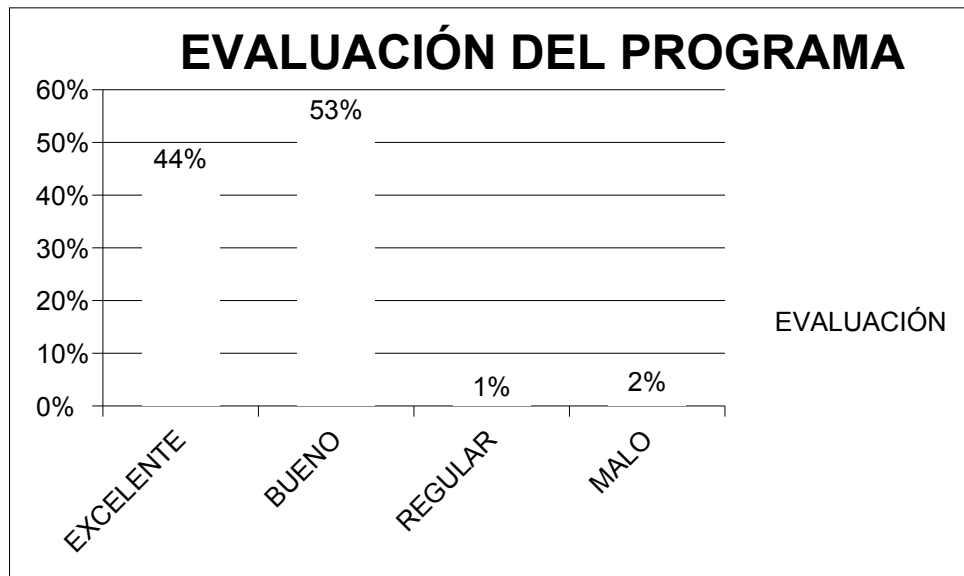 EVALUACIÓN DEL PROGRAMA
60%
53%
50%
44%
40%
30%
20%
EVALUACIÓN
10%
1%
2%
0%
EXCELENTE
BUENO
REGULAR
MALO